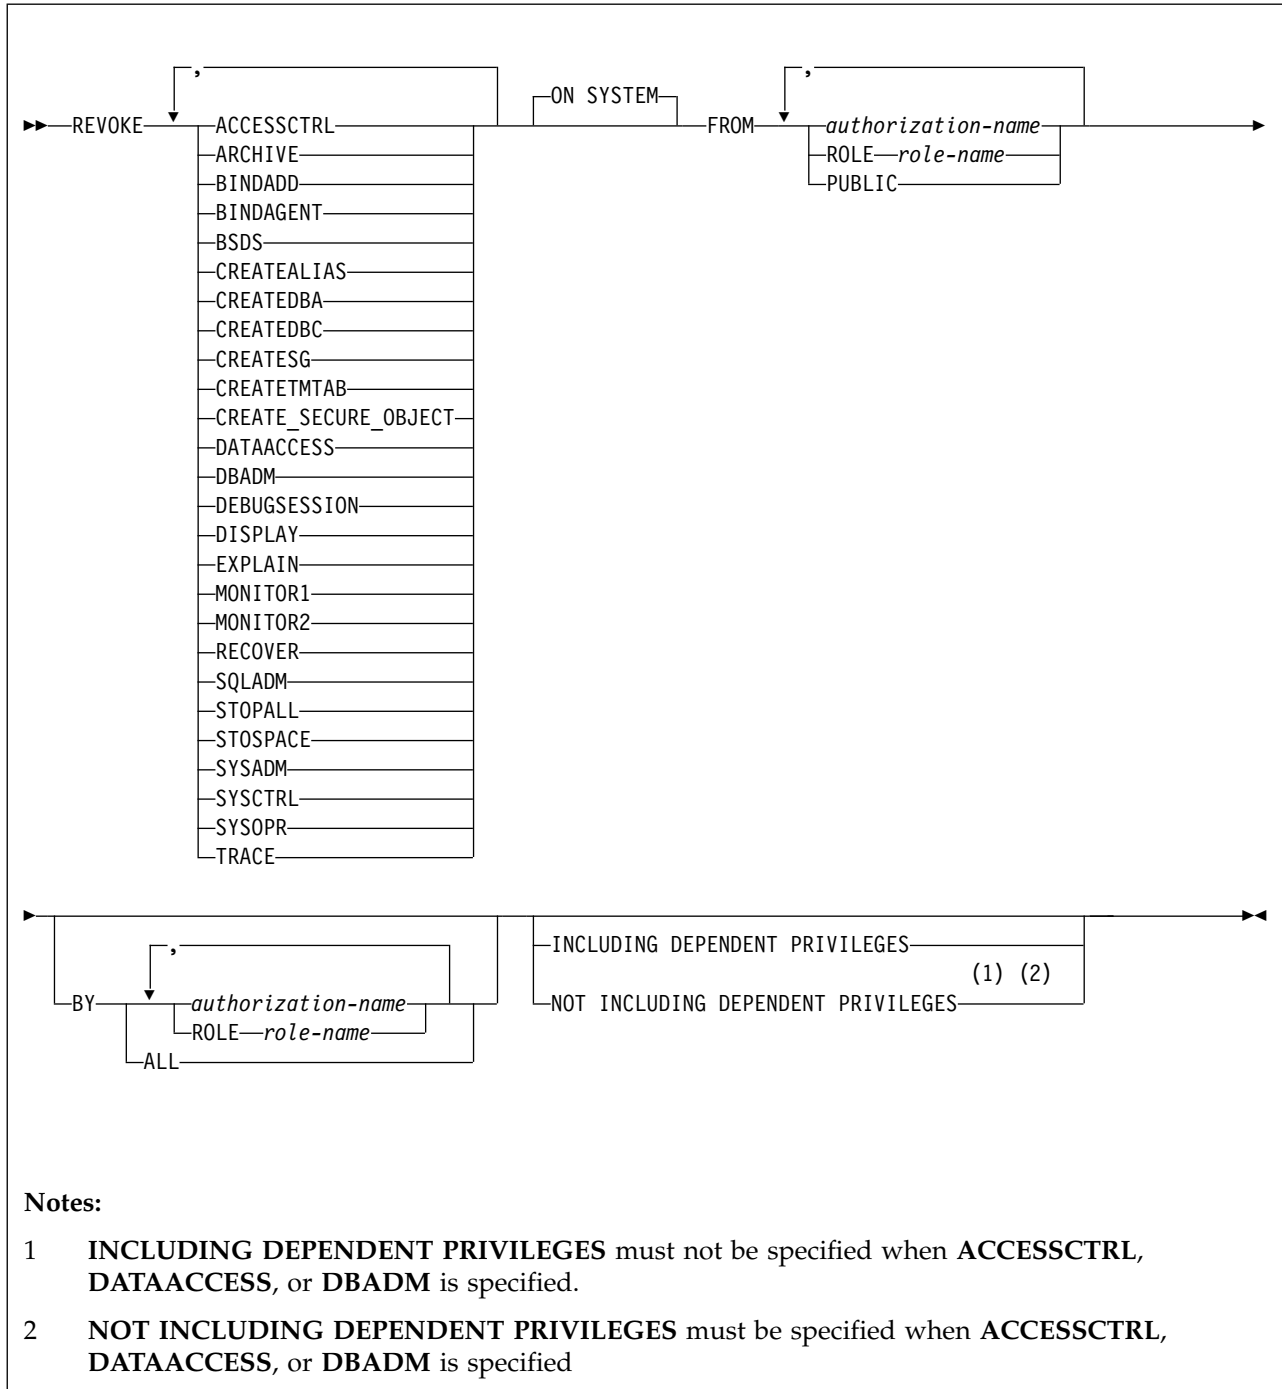 ,
,
ON SYSTEM
REVOKE ACCESSCTRL FROM authorization-name
ARCHIVE ROLE role-name
BINDADD PUBLIC
BINDAGENT
BSDS
CREATEALIAS
CREATEDBA
CREATEDBC
CREATESG
CREATETMTAB
CREATE_SECURE_OBJECT
DATAACCESS
DBADM
DEBUGSESSION
DISPLAY
EXPLAIN
MONITOR1
MONITOR2
RECOVER
SQLADM
STOPALL
STOSPACE
SYSADM
SYSCTRL
SYSOPR
TRACE
,
INCLUDING DEPENDENT PRIVILEGES
(1) (2)
BY authorization-name NOT INCLUDING DEPENDENT PRIVILEGES
ROLE role-name
ALL
Notes:
1 INCLUDING DEPENDENT PRIVILEGES must not be specified when ACCESSCTRL,
DATAACCESS, or DBADM is specified.
2 NOT INCLUDING DEPENDENT PRIVILEGES must be specified when ACCESSCTRL,
DATAACCESS, or DBADM is specified